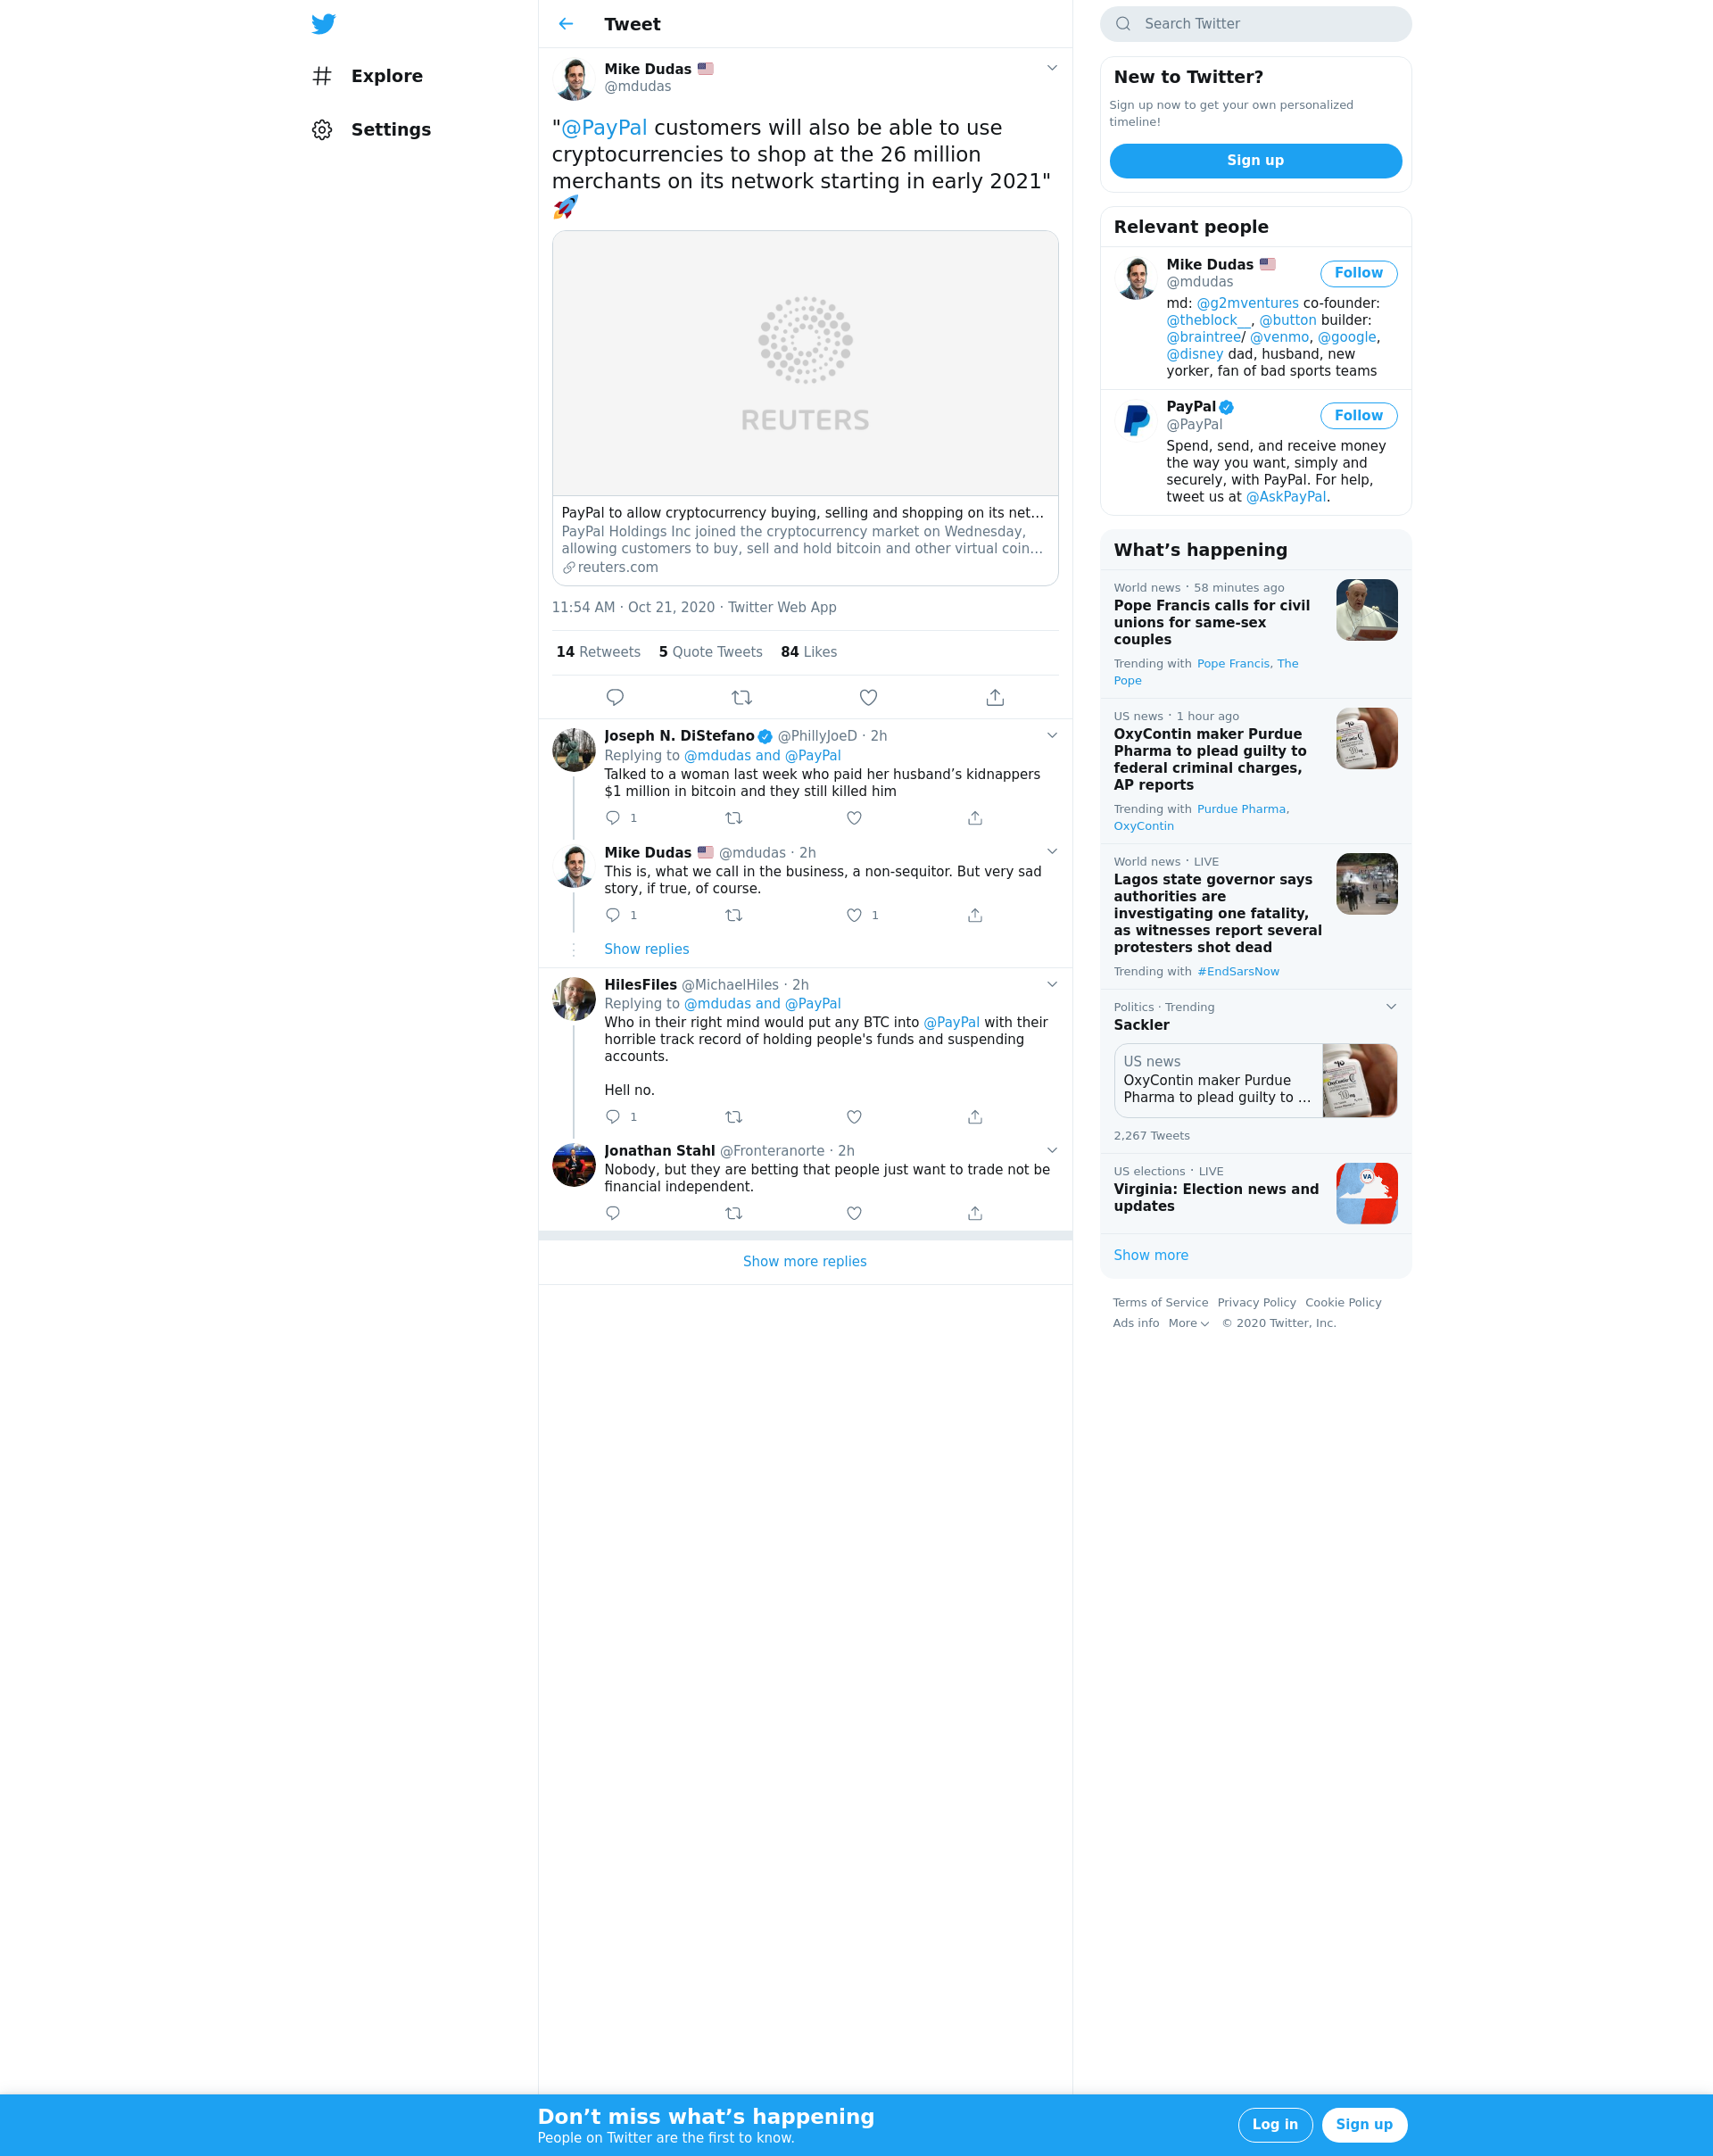 Explore
Settings
Tweet
Mike Dudas 🇺🇸
@mdudas
"@PayPal customers will also be able to use
cryptocurrencies to shop at the 26 million
merchants on its network starting in early 2021"
🚀
REUTERS
PayPal to allow cryptocurrency buying, selling and shopping on its net…
PayPal Holdings Inc joined the cryptocurrency market on Wednesday,
allowing customers to buy, sell and hold bitcoin and other virtual coin…
reuters.com
11:54 AM · Oct 21, 2020 · Twitter Web App
14 Retweets 5 Quote Tweets 84 Likes
Joseph N. DiStefano @PhillyJoeD · 2h
Replying to @mdudas and @PayPal
Talked to a woman last week who paid her husband’s kidnappers
$1 million in bitcoin and they still killed him
1
Mike Dudas 🇺🇸 @mdudas · 2h
This is, what we call in the business, a non-sequitor. But very sad
story, if true, of course.
1 1
Show replies
HilesFiles @MichaelHiles · 2h
Replying to @mdudas and @PayPal
Who in their right mind would put any BTC into @PayPal with their
horrible track record of holding people's funds and suspending
accounts.
Hell no.
1
Jonathan Stahl @Fronteranorte · 2h
Nobody, but they are betting that people just want to trade not be
financial independent.
Show more replies
Search Twitter
New to Twitter?
Sign up now to get your own personalized
timeline!
Sign up
Relevant people
Mike Dudas 🇺🇸
@mdudas
Follow
md: @g2mventures co-founder:
@theblock__, @button builder:
@braintree/ @venmo, @google,
@disney dad, husband, new
yorker, fan of bad sports teams
PayPal
@PayPal
Follow
Spend, send, and receive money
the way you want, simply and
securely, with PayPal. For help,
tweet us at @AskPayPal.
What’s happening
World news · 58 minutes ago
Pope Francis calls for civil
unions for same-sex
couples
Trending with Pope Francis, The
Pope
US news · 1 hour ago
OxyContin maker Purdue
Pharma to plead guilty to
federal criminal charges,
AP reports
Trending with Purdue Pharma,
OxyContin
World news · LIVE
Lagos state governor says
authorities are
investigating one fatality,
as witnesses report several
protesters shot dead
Trending with #EndSarsNow
Politics · Trending
Sackler
US news
OxyContin maker Purdue
Pharma to plead guilty to …
2,267 Tweets
US elections · LIVE
Virginia: Election news and
updates
VA
Show more
Terms of Service Privacy Policy Cookie Policy
Ads info More © 2020 Twitter, Inc.
Don’t miss what’s happening
People on Twitter are the first to know.
Log in
Sign up